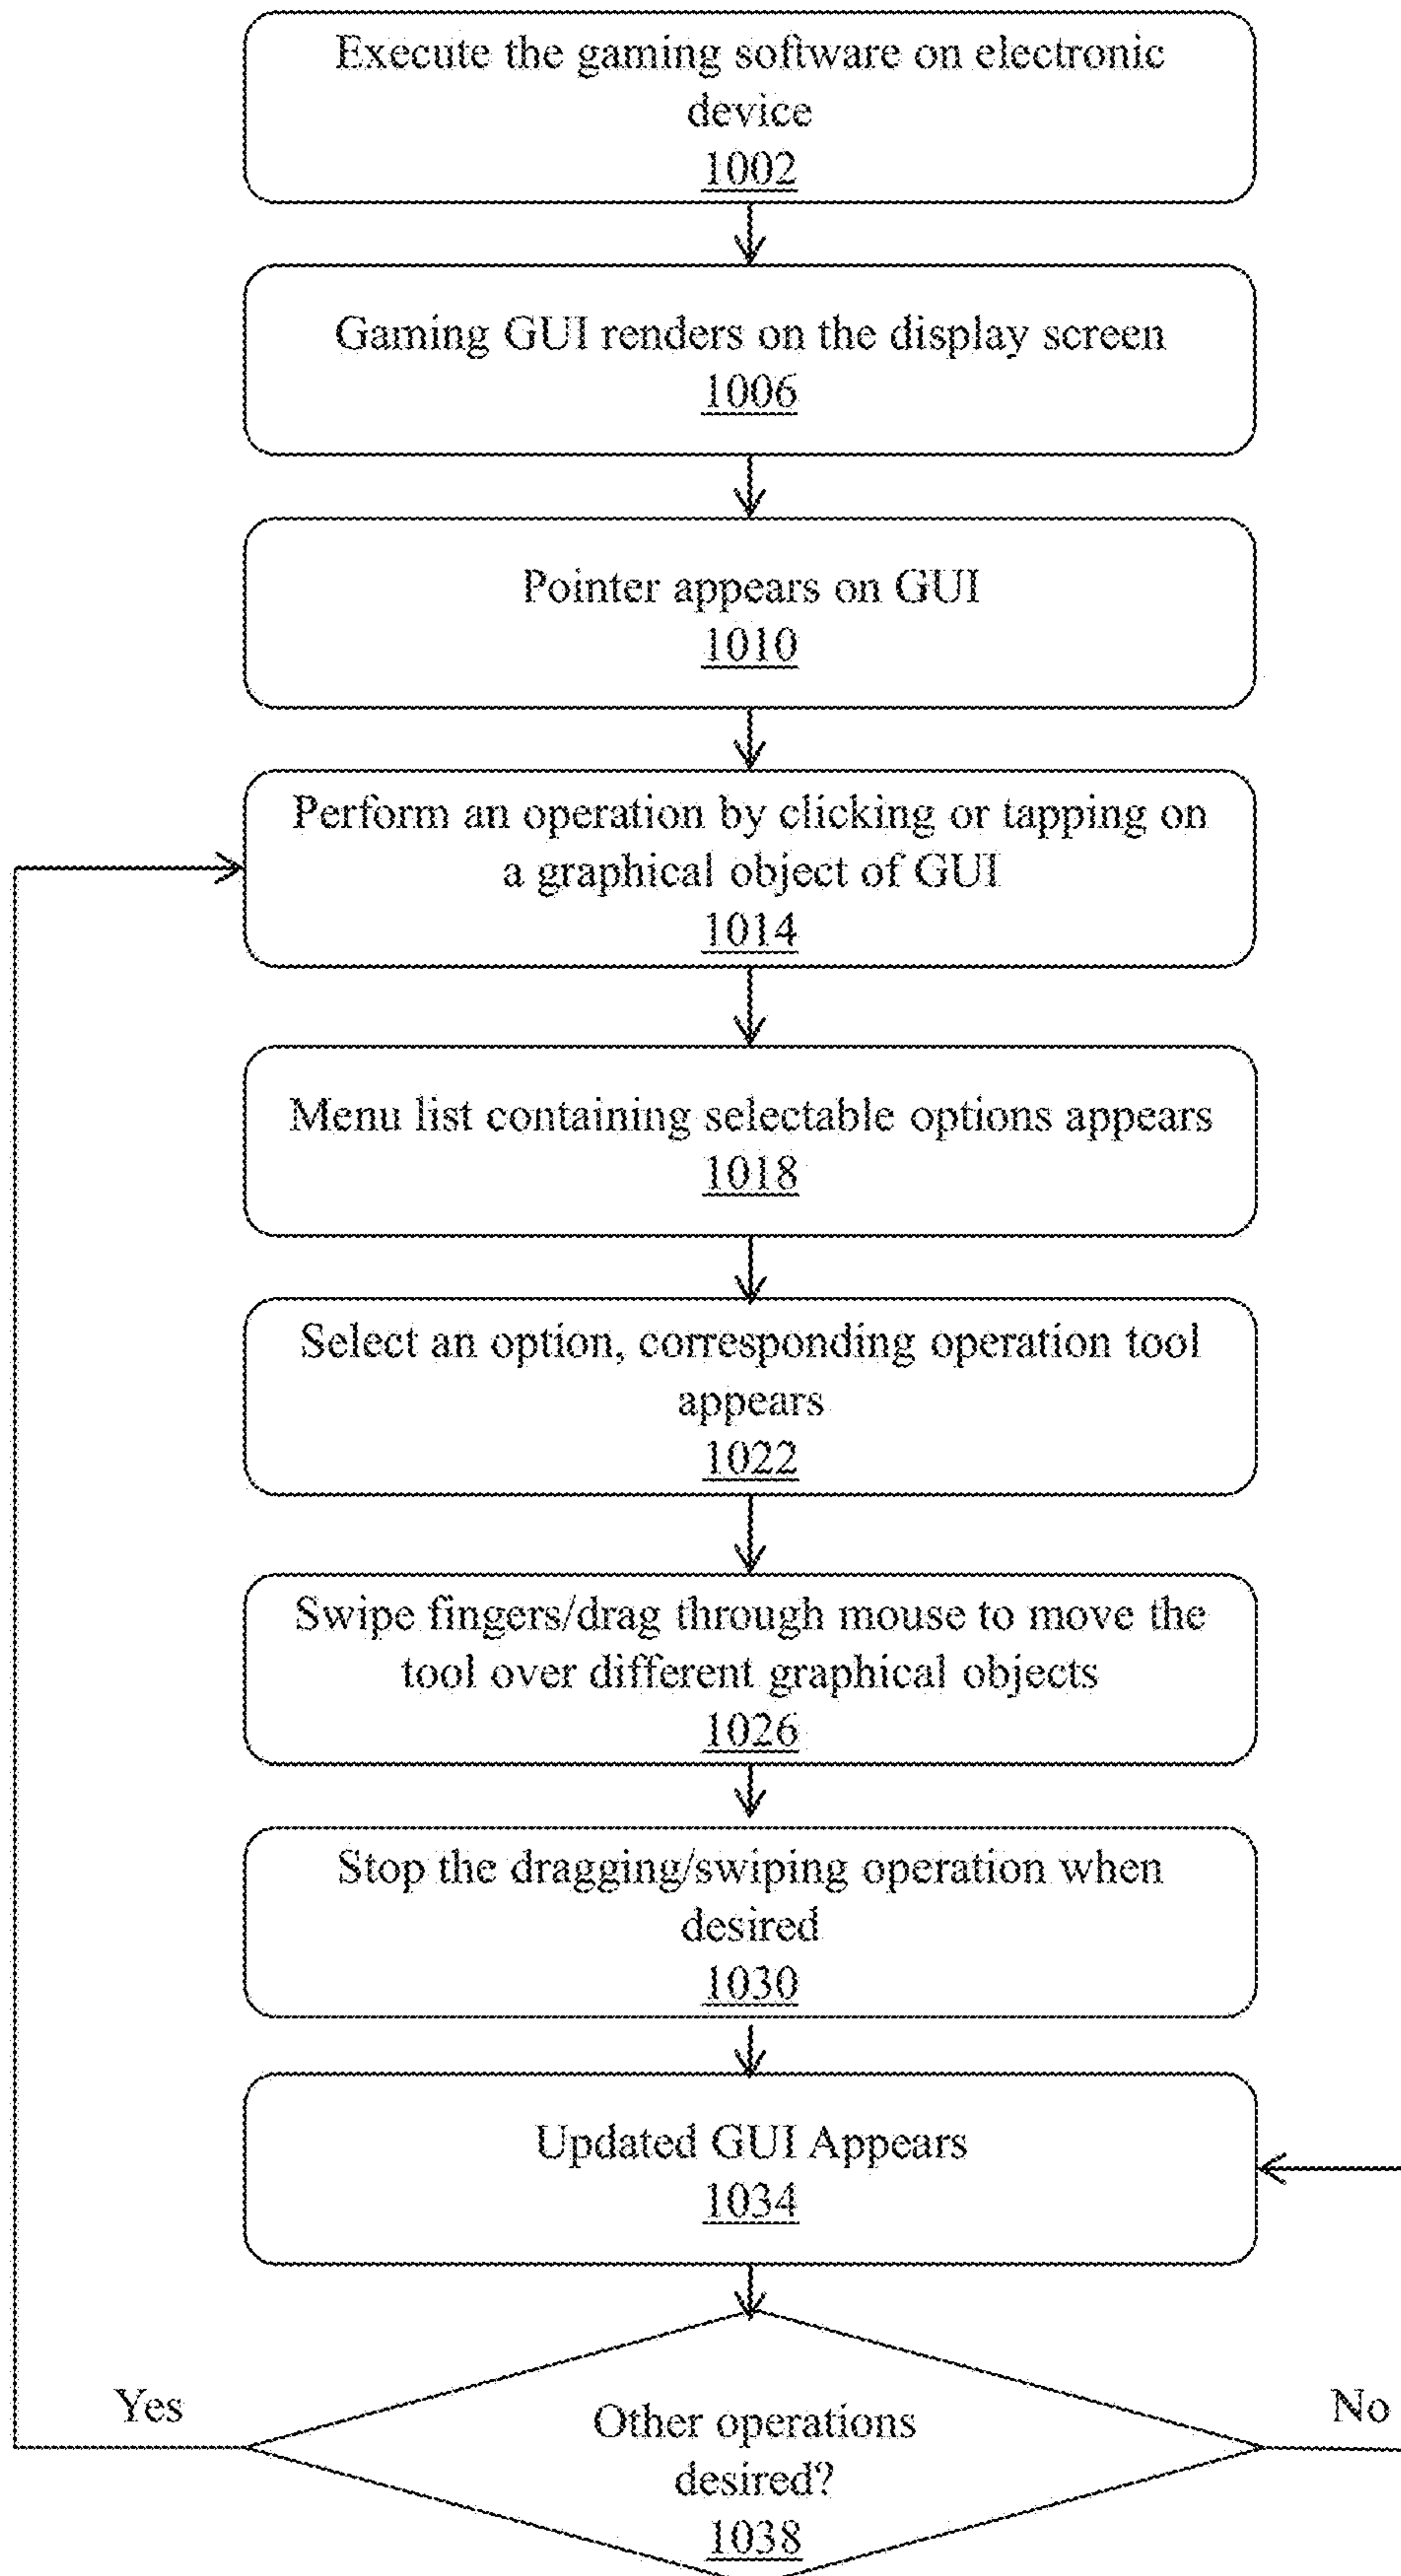 Execute the gaming software on electronic
device
1002
Gaming GUI renders on the display screen
1006
Pointer appears on GUI
1010
Perform an operation by clicking or tapping on
a graphical object of GUI
1014
Menu list containing selectable options appears
1018
Select an option, corresponding operation tool
appears
1022
Swipe fingers/drag through mouse to move the
tool over different graphical objects
1026
Stop the dragging/swiping operation when
desired
1030
Updated GUI Appears
1034
Yes
No
Other operations
desired?
1038